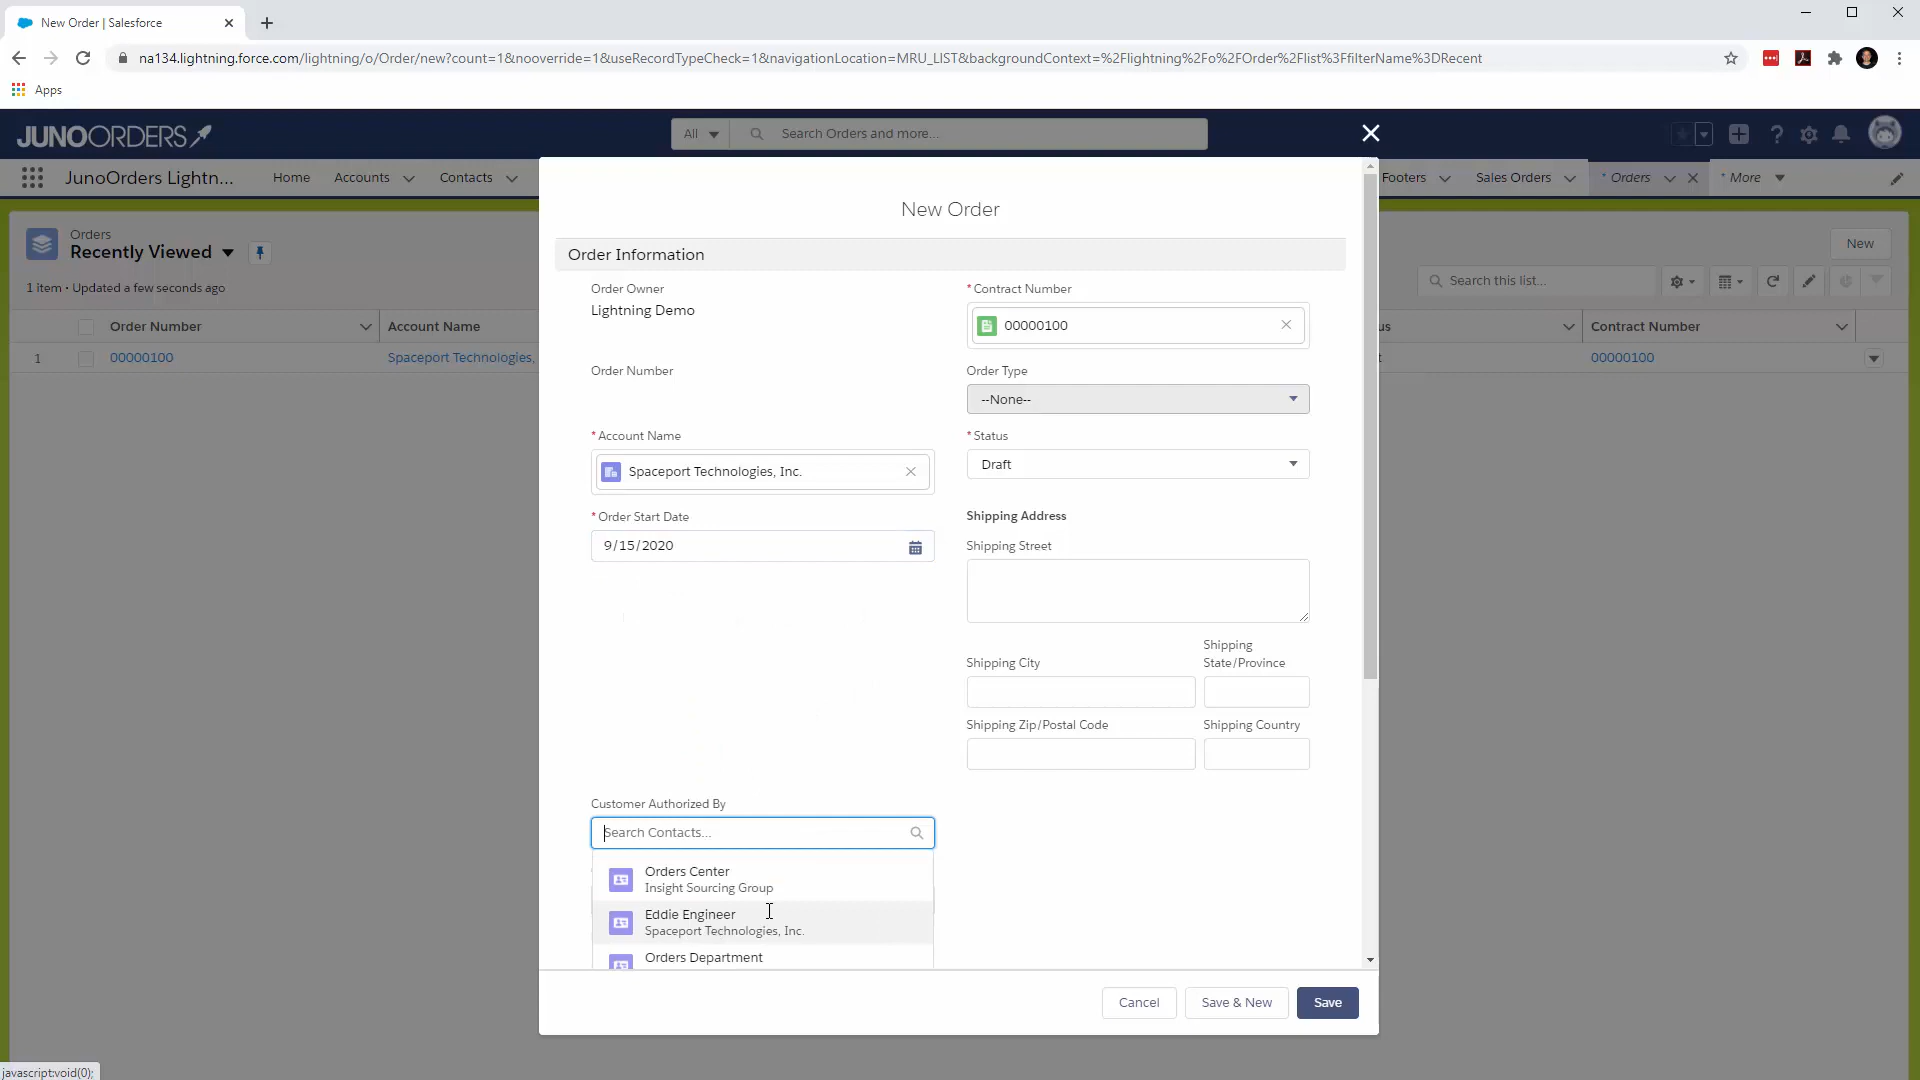 New Order | Salesforce
na134.lightning.force.com/lightning/o/Order/new?count=1&nooverride=1&useRecordTypeCheck=1&navigationLocation=MRU_LIST&backgroundContext=%2Flightning%2Fo%2FOrder%2Flist%3FfilterName%3DRecent
Apps
JUNOORDERS
All
Search Orders and more...
JunoOrders Lightn...
Home
Accounts
Contacts
Footers
Sales Orders
* Orders
* More
Orders
Recently Viewed
New
1 item • Updated a few seconds ago
Search this list...
Order Number
Account Name
us
Contract Number
1
00000100
Spaceport Technologies,
t
00000100
New Order
Order Information
Order Owner
Lightning Demo
* Contract Number
00000100
Order Number
Order Type
--None--
* Account Name
Spaceport Technologies, Inc.
* Status
Draft
* Order Start Date
9/15/2020
Shipping Address
Shipping Street
Shipping City
Shipping
State/Province
Shipping Zip/Postal Code
Shipping Country
Customer Authorized By
Search Contacts...
Orders Center
Insight Sourcing Group
Eddie Engineer
Spaceport Technologies, Inc.
Orders Department
Cancel
Save & New
Save
javascript:void(0);